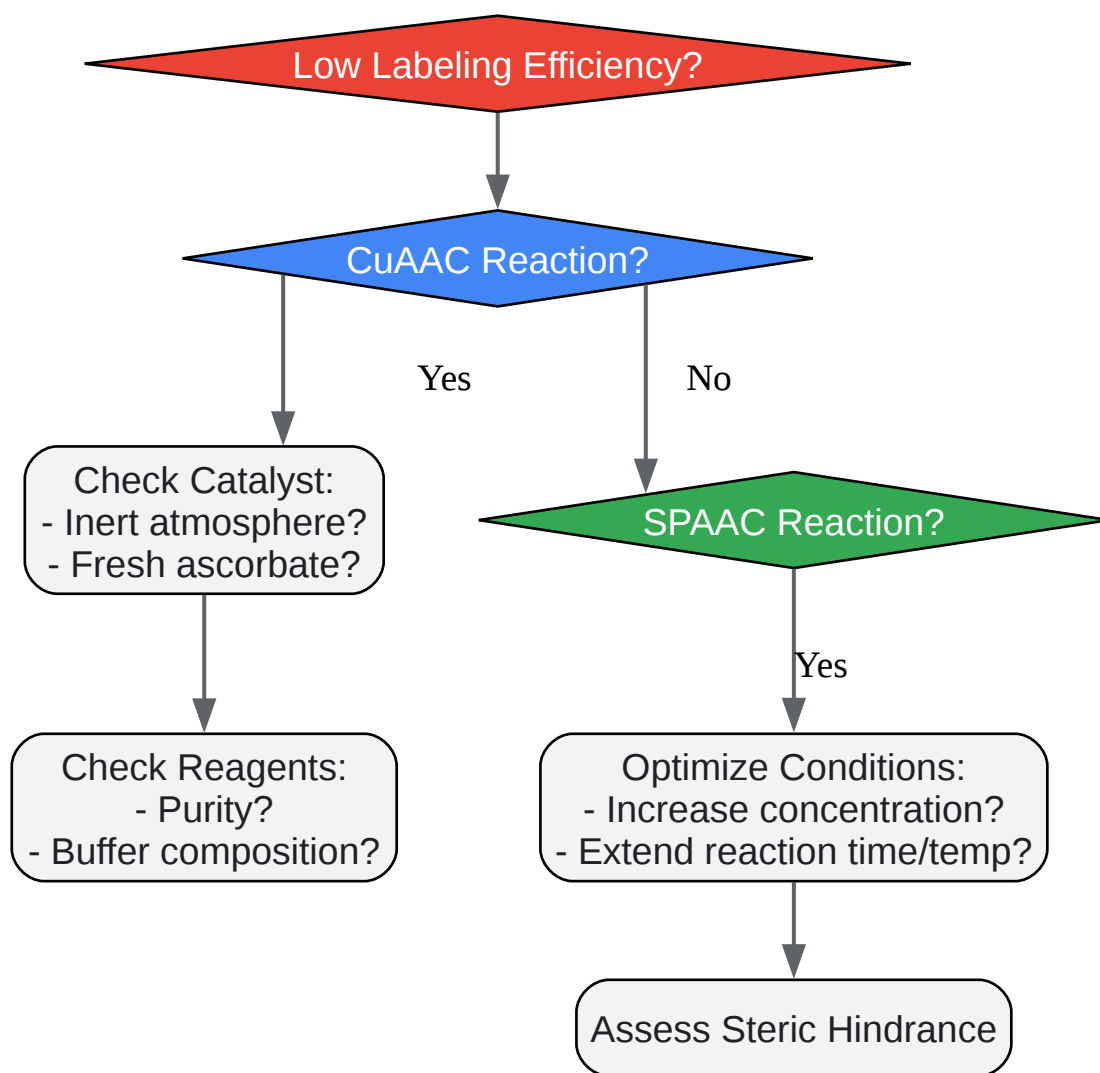 Low Labeling Efficiency?
CuAAC Reaction?
Yes
No
Check Catalyst:
- Inert atmosphere?
- Fresh ascorbate?
SPAAC Reaction?
Yes
Check Reagents:
- Purity?
- Buffer composition?
Optimize Conditions:
- Increase concentration?
- Extend reaction time/temp?
Assess Steric Hindrance